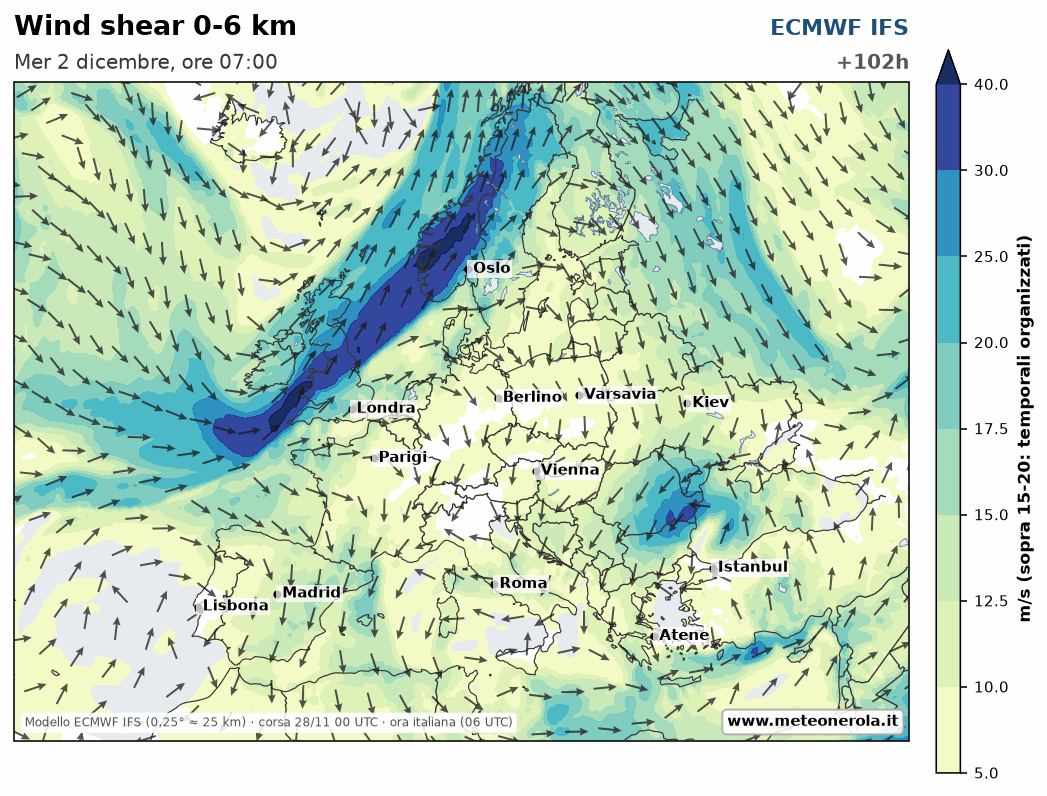 Wind shear 0-6 km
ECMWF IFS
Mer 2 dicembre, ore 07:00
+102h
40.0
30.0
25.0
20.0
17.5
15.0
12.5
10.0
5.0
m/s (sopra 15-20: temporali organizzati)
Oslo
Londra
Berlino
Varsavia
Kiev
Parigi
Vienna
Istanbul
Roma
Madrid
Lisbona
Atene
Modello ECMWF IFS (0,25° ≈ 25 km) · corsa 28/11 00 UTC · ora italiana (06 UTC)
www.meteonerola.it